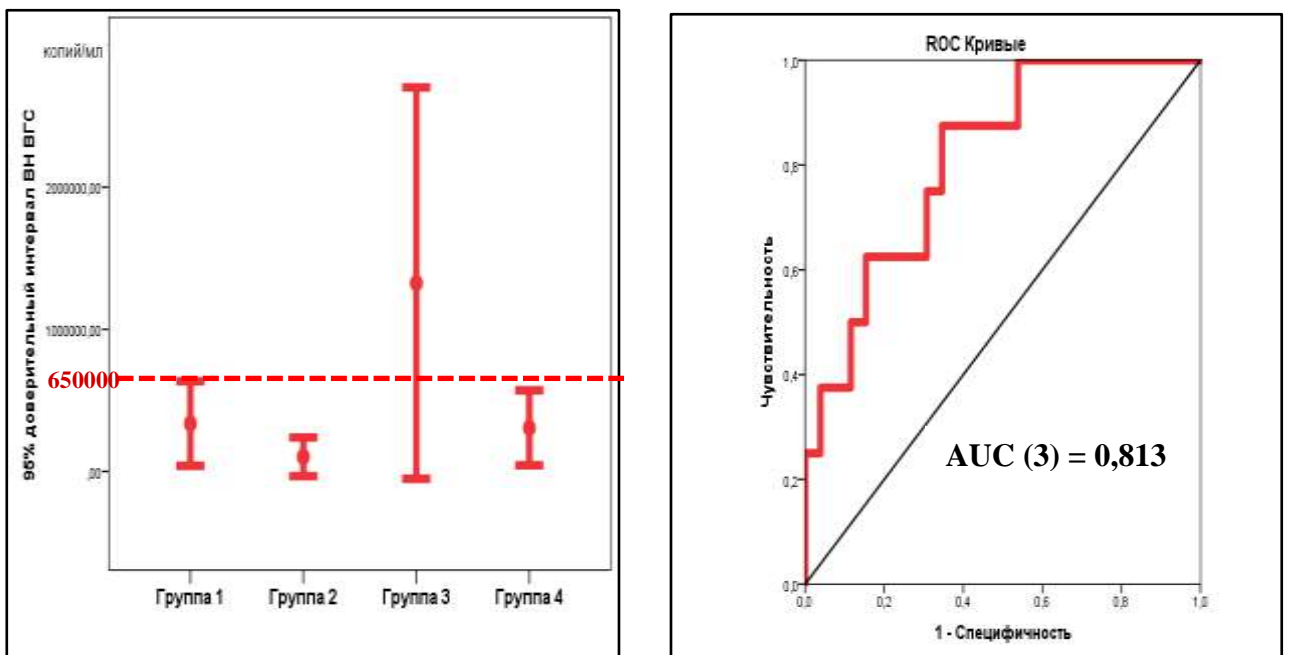 копий/мл
95% доверительный интервал ВН ВГС
2000000,00
1000000,00
650000
,00
Группа 1
Группа 2
Группа 3
Группа 4
ROC Кривые
Чувствительность
1,0
0,8
0,6
0,4
0,2
0,0
AUC (3) = 0,813
0,0 0,2 0,4 0,6 0,8 1,0
1 - Специфичность